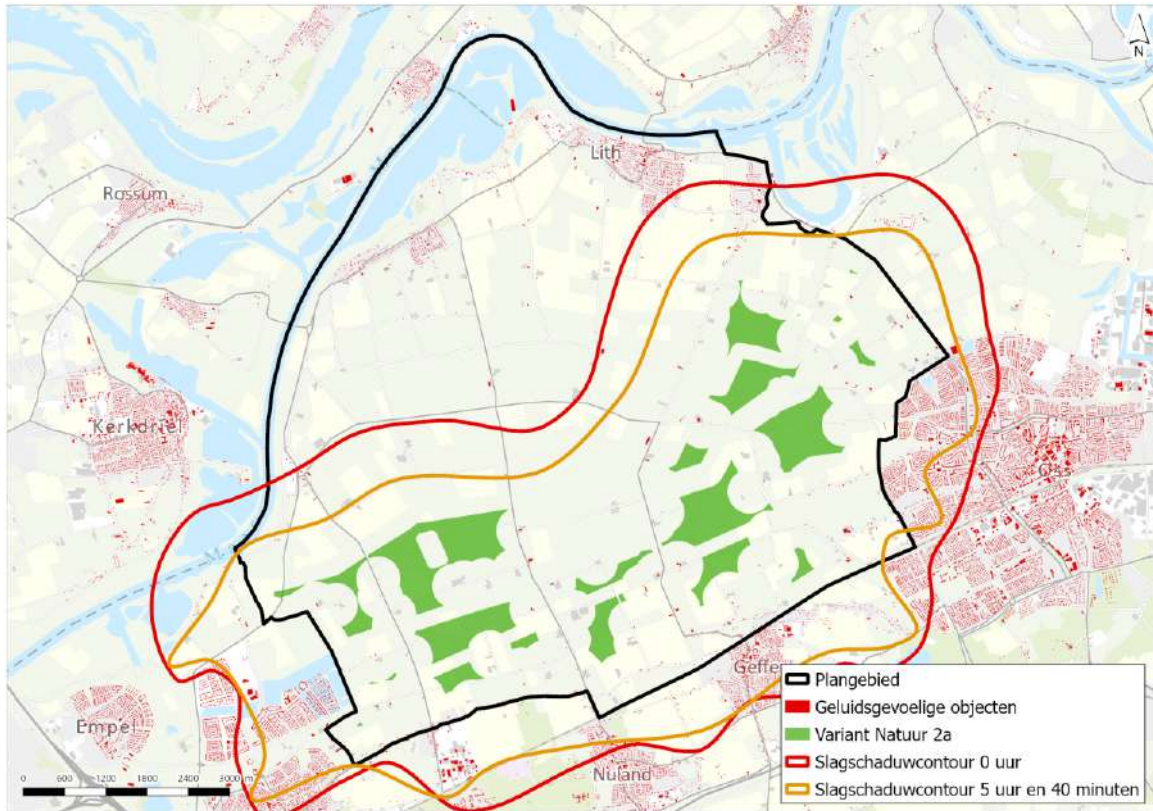 N
Lith
Rossum
Kerkdriel
Oss
Geffen
Empel
Nuland
0 600 1200 1800 2400 3000 m
Plangebied
Geluidsgevoelige objecten
Variant Natuur 2a
Slagschaduwcontour 0 uur
Slagschaduwcontour 5 uur en 40 minuten